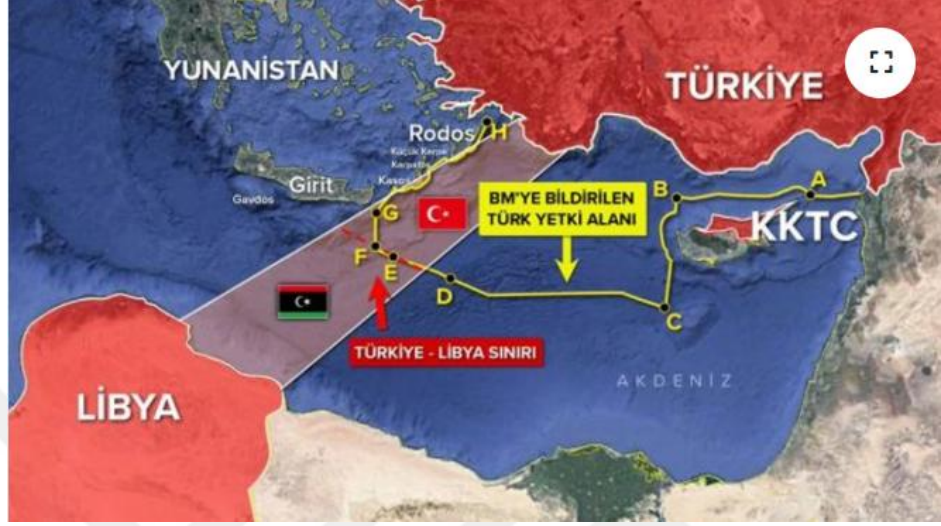 YUNANİSTAN
TÜRKİYE
Rodos
H
Küçük Kerpe
Kerpathe
Kasos
Girit
Gavdos
G
BM'YE BİLDİRİLEN
TÜRK YETKİ ALANI
B
A
KKTC
F
E
D
C
TÜRKİYE - LİBYA SINIRI
AKDENİZ
LİBYA